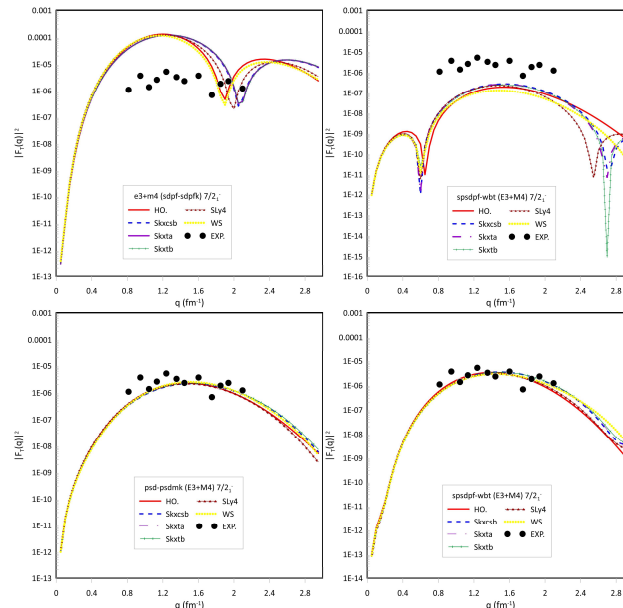 0.001
0.0001
1E-05
1E-06
1E-07
1E-08
1E-09
1E-10
1E-11
1E-12
1E-13
|F_T(q)|²
e3+m4 (sdpf-sdpfk) 7/2₁⁻
HO. SLy4
Skxcsb WS
Skxta EXP.
Skxtb
0 0.4 0.8 1.2 1.6 2 2.4 2.8
q (fm⁻¹)
0.001
0.0001
1E-05
1E-06
1E-07
1E-08
1E-09
1E-10
1E-11
1E-12
1E-13
1E-14
1E-15
1E-16
|F_T(q)|²
spsdpf-wbt (E3+M4) 7/2₁⁻
HO. SLy4
Skxcsb WS
Skxta EXP.
Skxtb
0 0.4 0.8 1.2 1.6 2 2.4 2.8
q (fm⁻¹)
0.001
0.0001
1E-05
1E-06
1E-07
1E-08
1E-09
1E-10
1E-11
1E-12
1E-13
|F_T(q)|²
psd-psdmk (E3+M4) 7/2
HO. SLy4
Skxcsb WS
Skxta EXP.
Skxtb
0 0.4 0.8 1.2 1.6 2 2.4 2.8
q (fm⁻¹)
0.001
0.0001
1E-05
1E-06
1E-07
1E-08
1E-09
1E-10
1E-11
1E-12
1E-13
1E-14
|F_T(q)|²
spsdpf-wbt (E3+M4) 7/2
HO. SLy4
Skxcsb WS
Skxta EXP.
Skxtb
0 0.4 0.8 1.2 1.6 2 2.4 2.8
q (fm⁻¹)